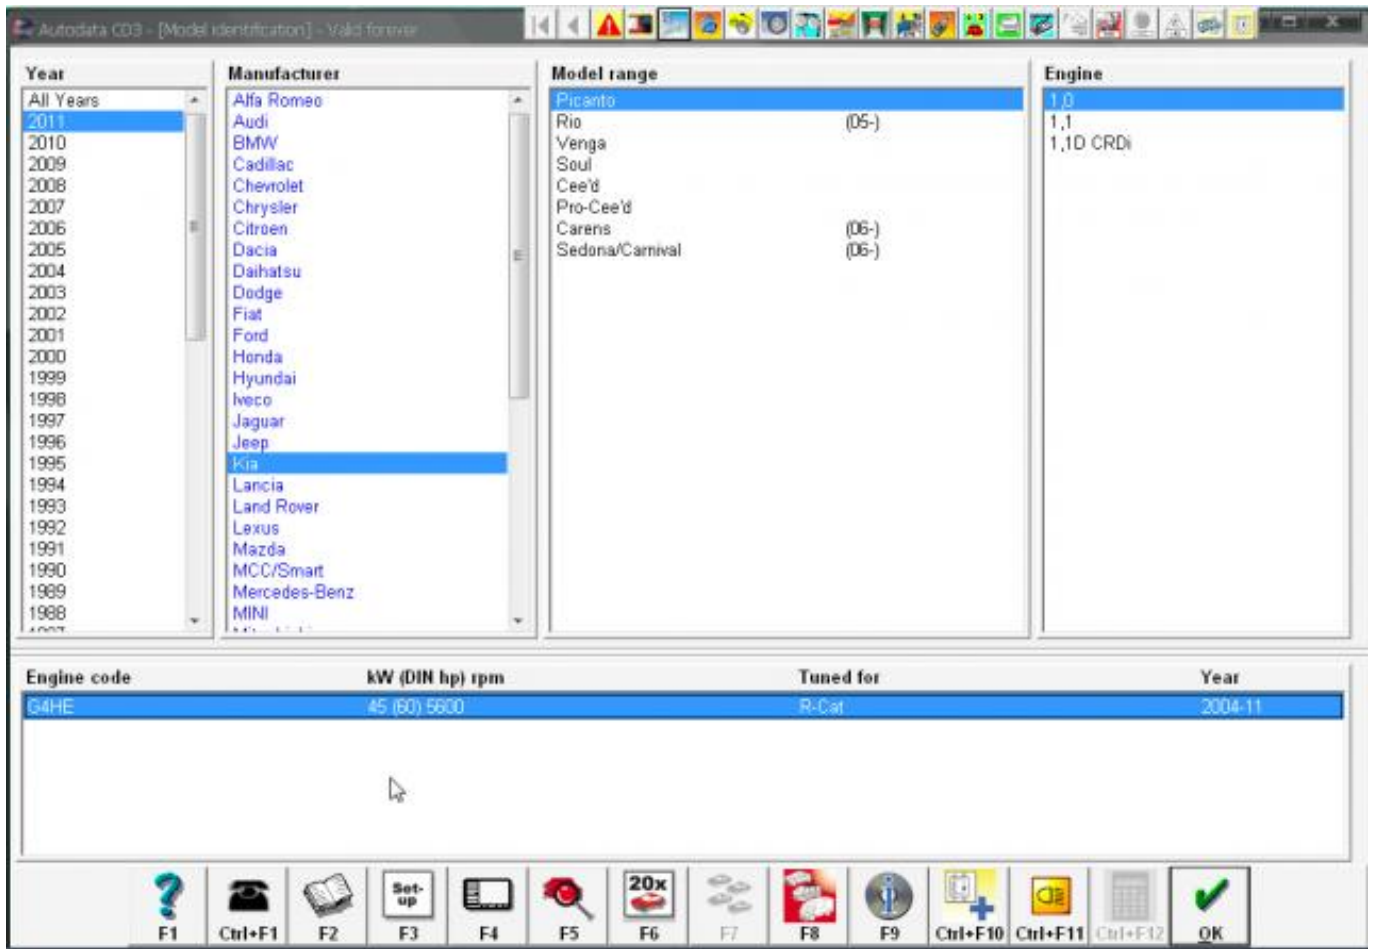 Autodata CD3 - [Model identification] - Valid forever
Year
All Years
2011
2010
2009
2008
2007
2006
2005
2004
2003
2002
2001
2000
1999
1998
1997
1996
1995
1994
1993
1992
1991
1990
1989
1988
Manufacturer
Alfa Romeo
Audi
BMW
Cadillac
Chevrolet
Chrysler
Citroen
Dacia
Daihatsu
Dodge
Fiat
Ford
Honda
Hyundai
Iveco
Jaguar
Jeep
Kia
Lancia
Land Rover
Lexus
Mazda
MCC/Smart
Mercedes-Benz
MINI
Model range
Picanto
Rio (05-)
Venga
Soul
Cee'd
Pro-Cee'd
Carens (06-)
Sedona/Carnival (06-)
Engine
1,0
1,1
1,1D CRDi
Engine code kW (DIN hp) rpm Tuned for Year
G4HE 45 (60) 5600 R-Cat 2004-11
Set-up
20x
F1 Ctrl+F1 F2 F3 F4 F5 F6 F7 F8 F9 Ctrl+F10 Ctrl+F11 Ctrl+F12 OK